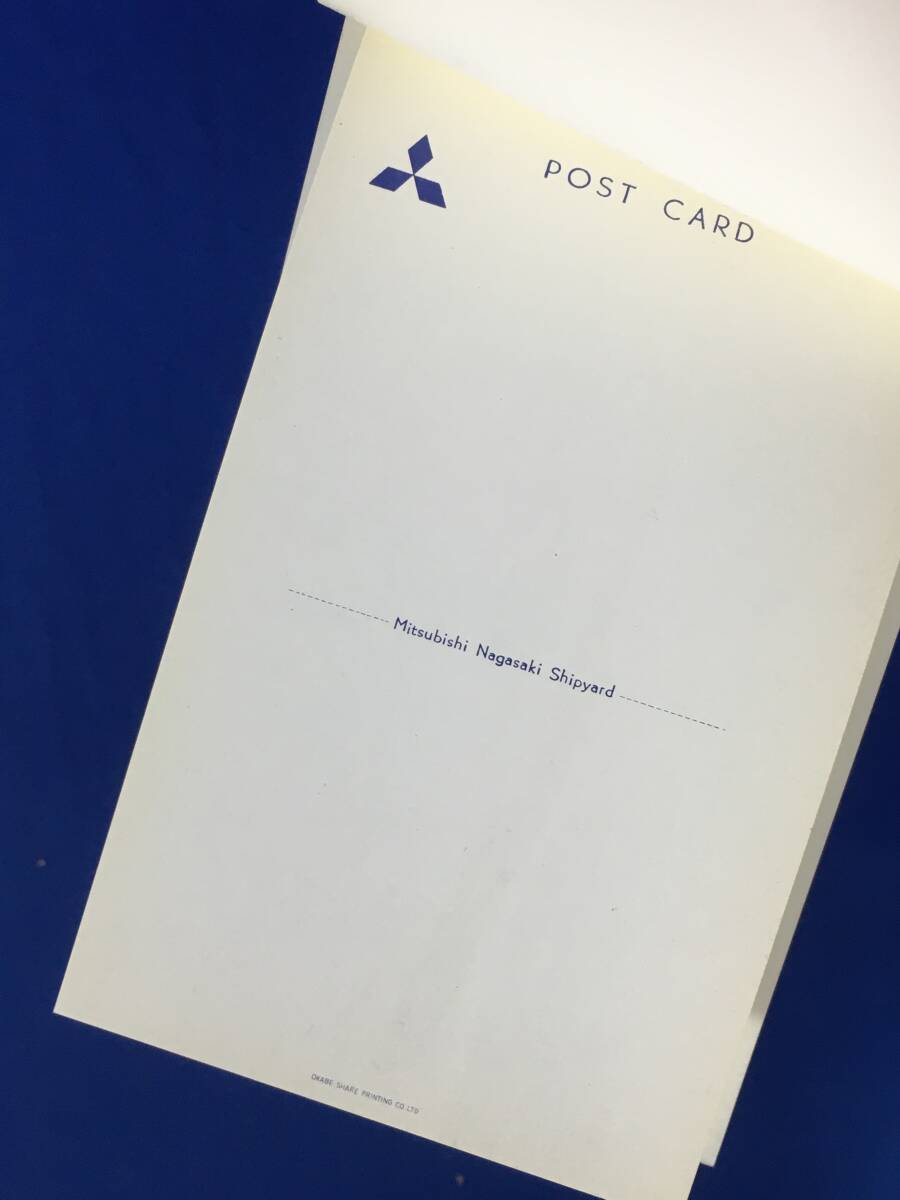 POST CARD
Mitsubishi Nagasaki Shipyard
OKABE SHARE PRINTING CO. LTD